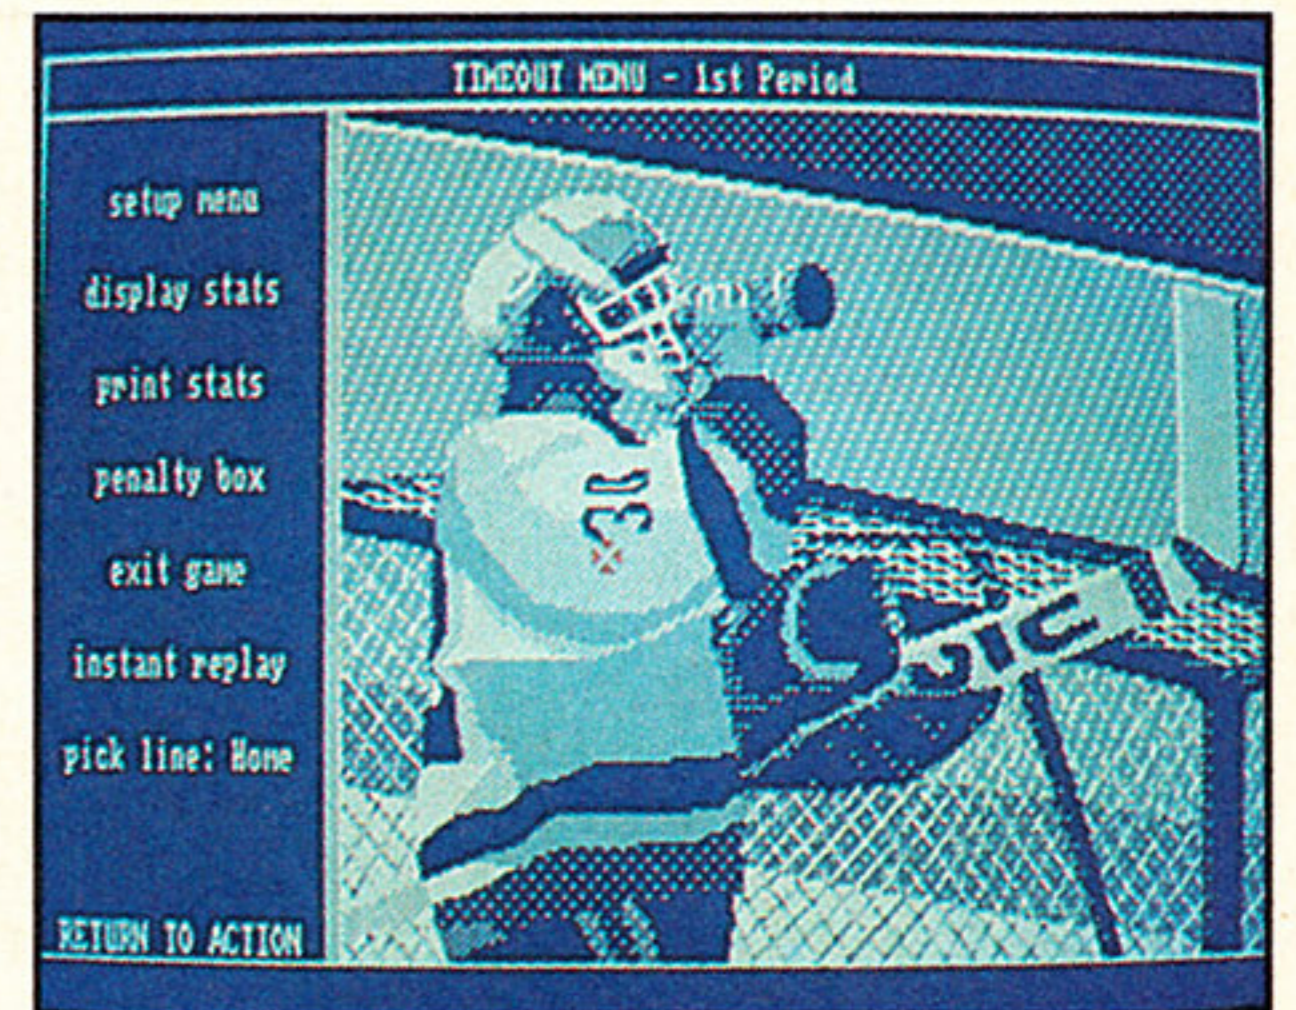 TIMEOUT MENU - 1st Period
setup menu
display stats
print stats
penalty box
exit game
instant replay
pick line: Home
RETURN TO ACTION
VIC